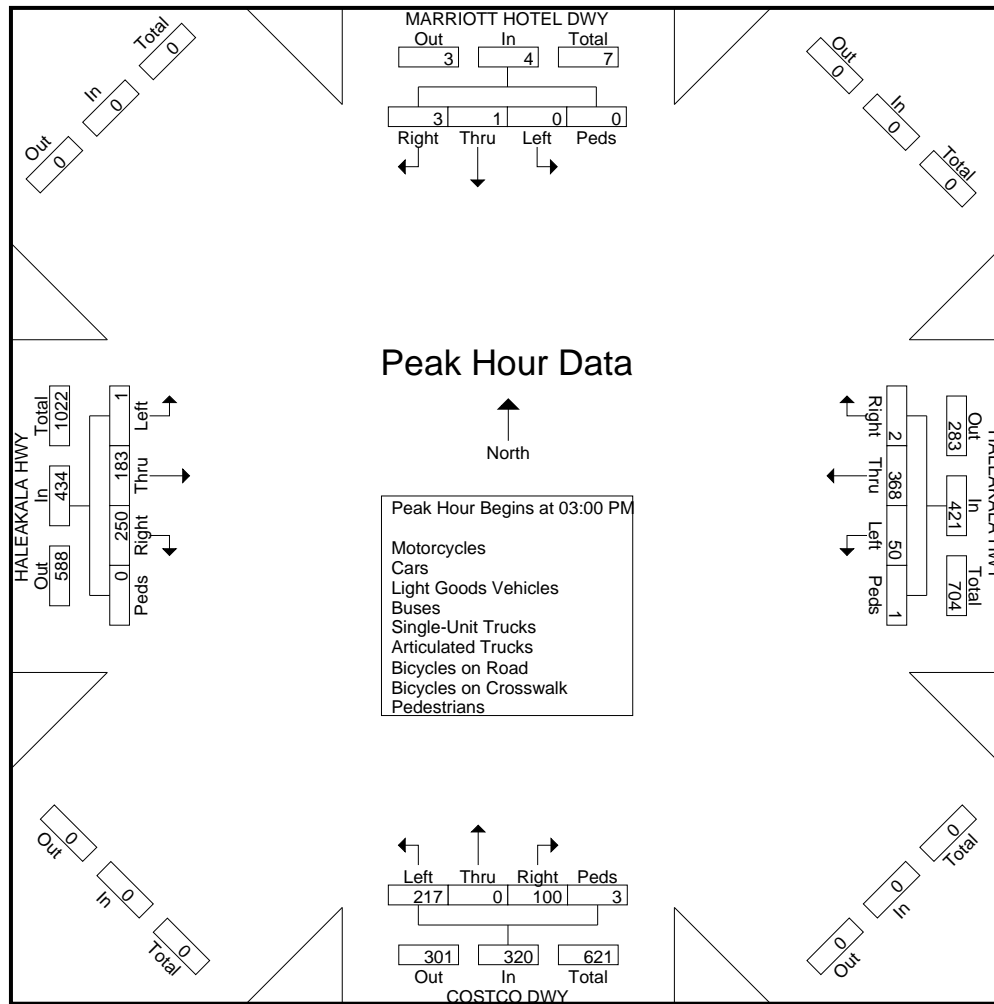 MARRIOTT HOTEL DWY
Out In Total
3 4 7
3 1 0 0
Right Thru Left Peds
Total
0
In
0
Out
0
Out
0
In
0
Total
0
Peak Hour Data
North
Peak Hour Begins at 03:00 PM
Motorcycles
Cars
Light Goods Vehicles
Buses
Single-Unit Trucks
Articulated Trucks
Bicycles on Road
Bicycles on Crosswalk
Pedestrians
HALEAKALA HWY
Out In Total
588 434 1022
0 250 183 1
Peds Right Thru Left
HALEAKALA HWY
Out In Total
283 421 704
2 368 50 1
Right Thru Left Peds
Left Thru Right Peds
217 0 100 3
301 320 621
Out In Total
COSTCO DWY
0
Out
0
In
0
Total
0
Total
0
In
0
Out